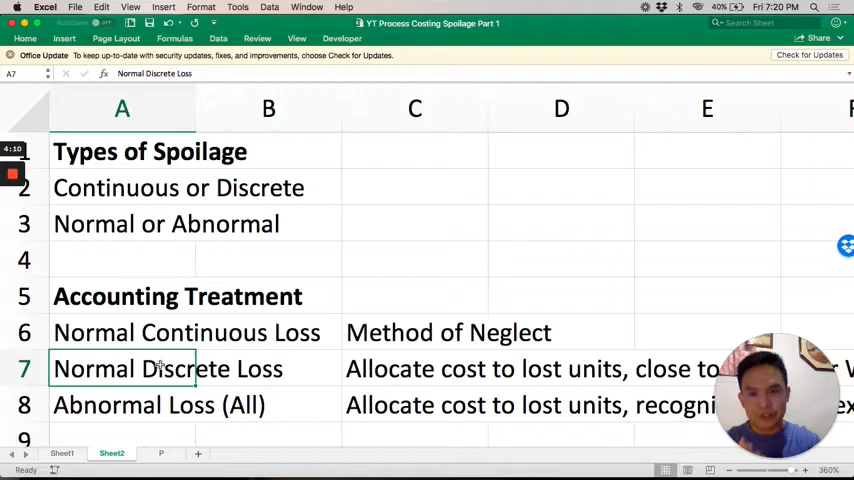 Excel File Edit View Insert Format Tools Data Window Help
40% Fri 7:20 PM
AutoSave OFF
YT Process Costing Spoilage Part 1
Search Sheet
Home Insert Page Layout Formulas Data Review View Developer
Share
Office Update To keep up-to-date with security updates, fixes, and improvements, choose Check for Updates.
Check for Updates
A7
fx Normal Discrete Loss
A B C D E F
4:10
1 Types of Spoilage
2 Continuous or Discrete
3 Normal or Abnormal
4
5 Accounting Treatment
6 Normal Continuous Loss Method of Neglect
7 Normal Discrete Loss Allocate cost to lost units, close to
8 Abnormal Loss (All) Allocate cost to lost units,
9
Sheet1 Sheet2 P +
Ready
360%